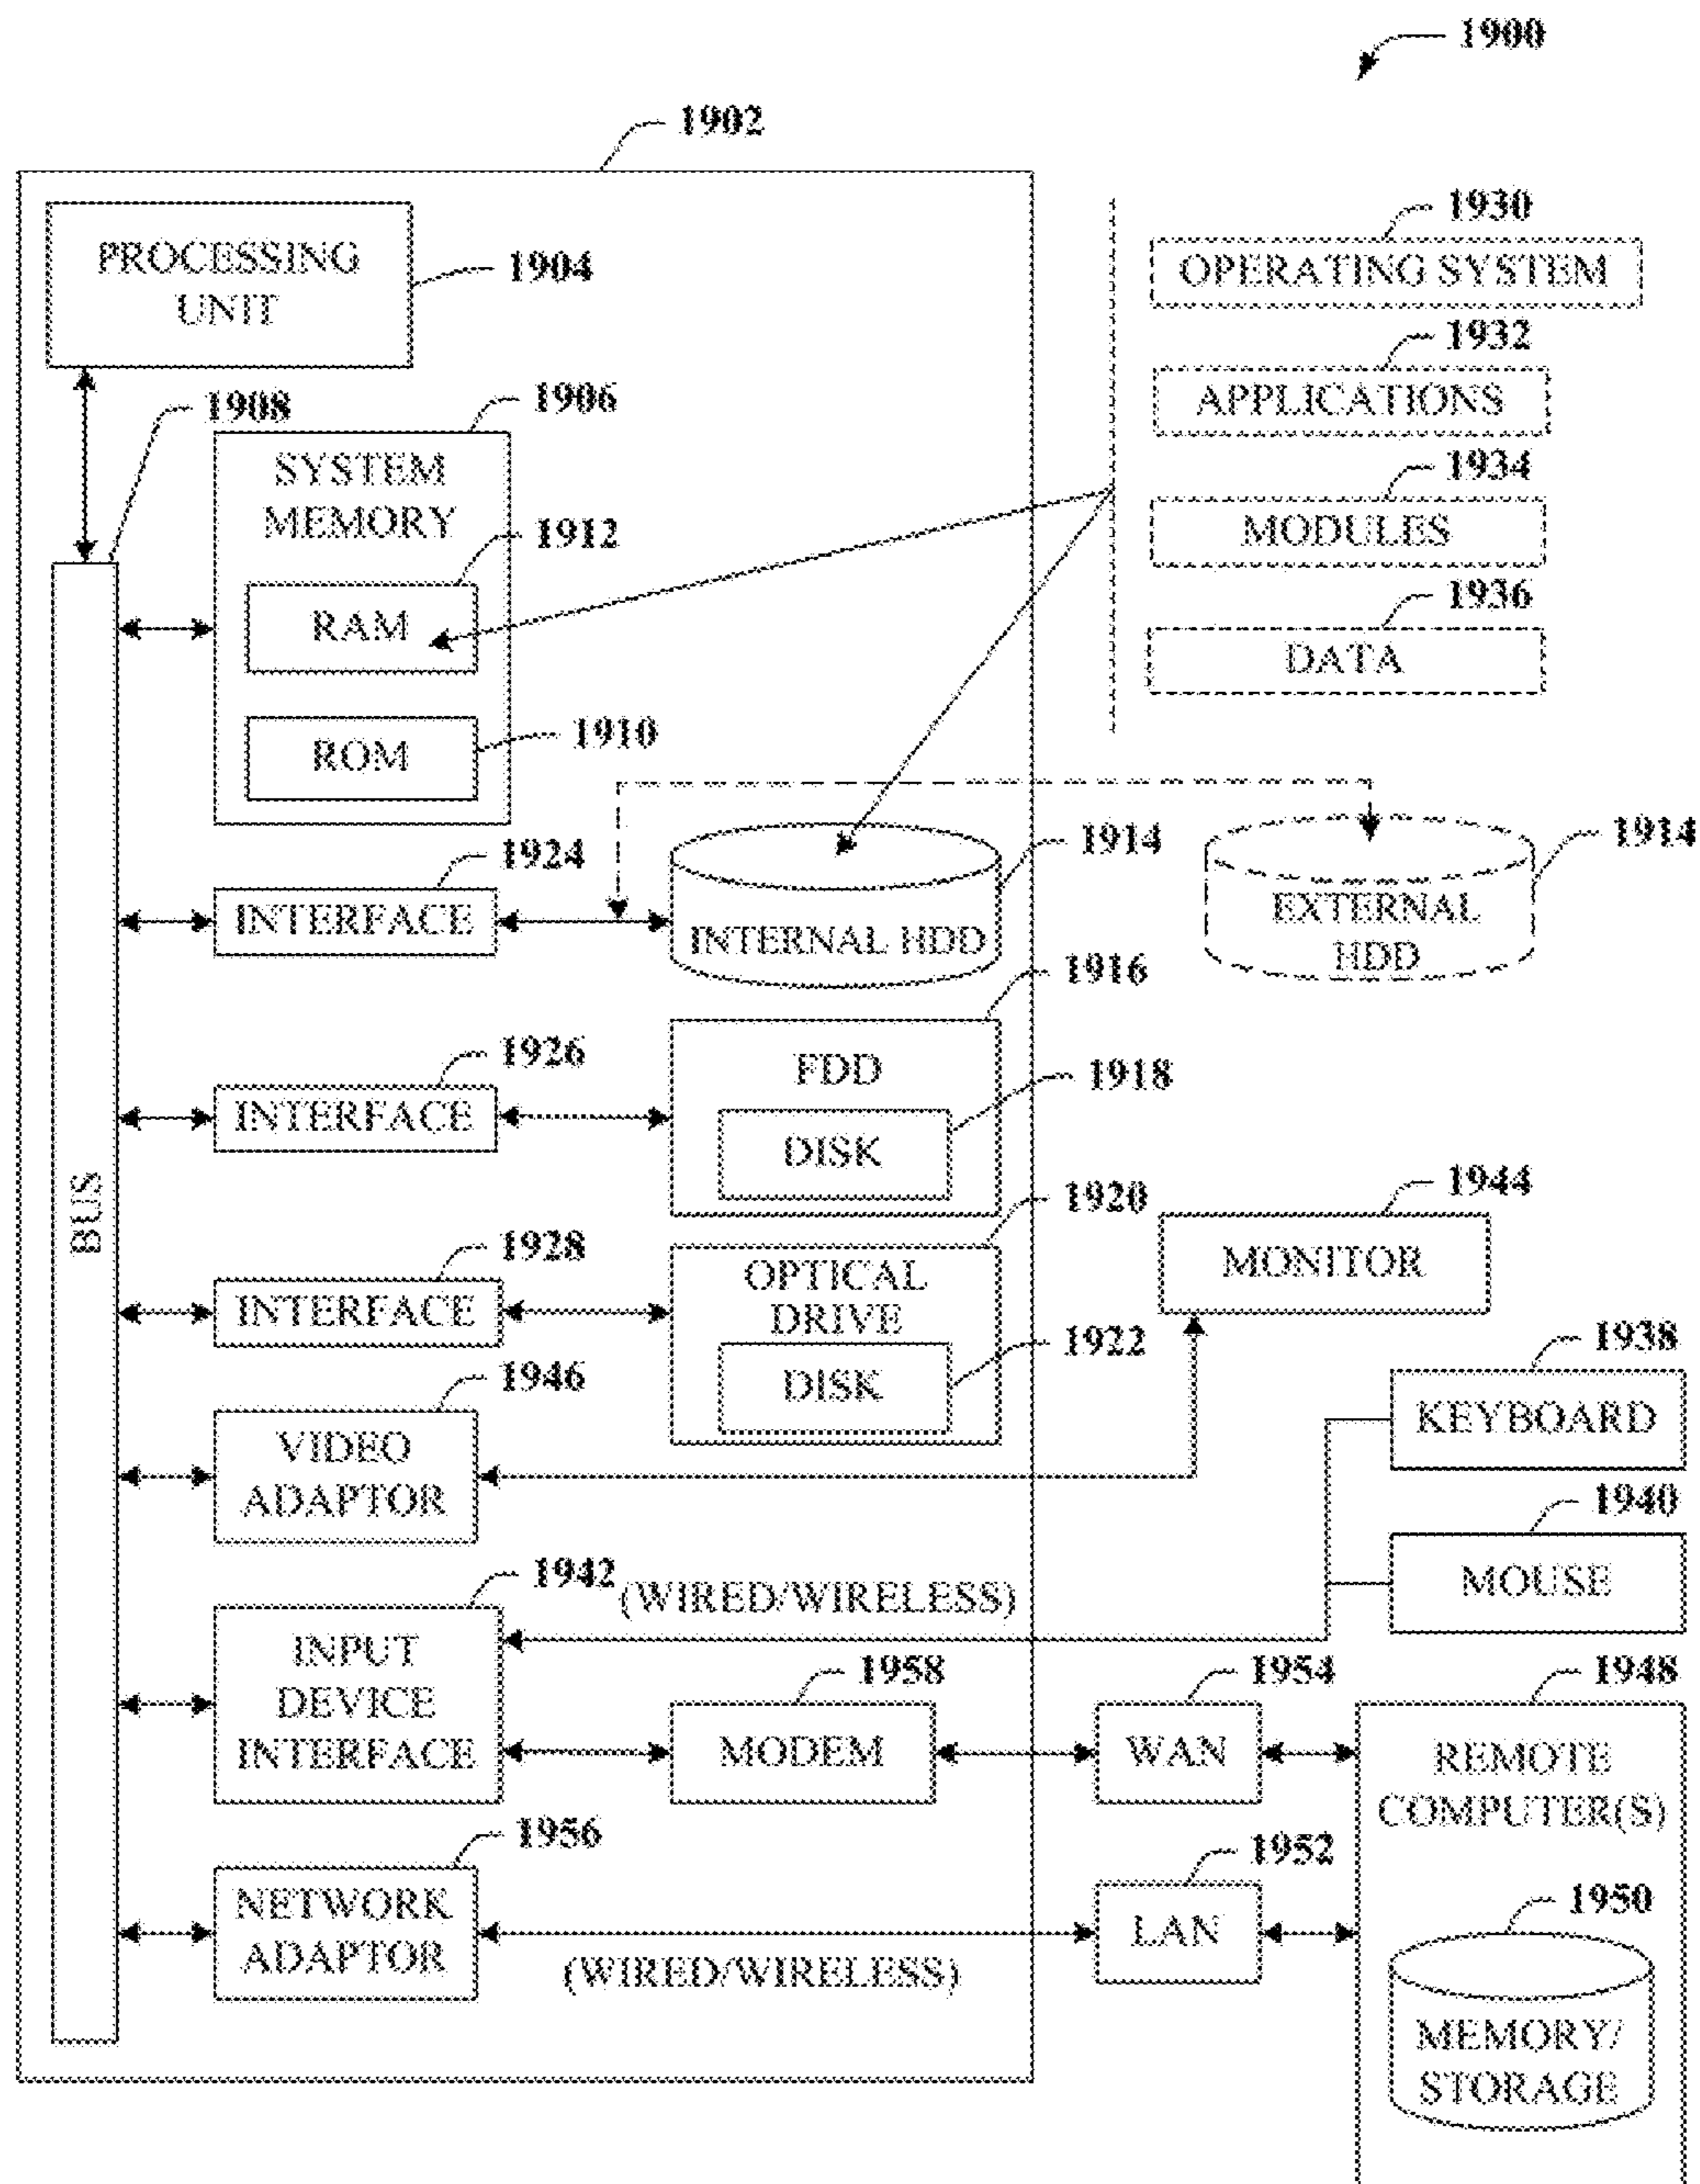 1900
1902
PROCESSING
UNIT
1904
1908
1906
SYSTEM
MEMORY
1912
RAM
1910
ROM
1930
OPERATING SYSTEM
1932
APPLICATIONS
1934
MODULES
1936
DATA
BUS
1924
INTERFACE
1914
INTERNAL HDD
1914
EXTERNAL
HDD
1926
INTERFACE
1916
FDD
1918
DISK
1928
INTERFACE
1920
OPTICAL
DRIVE
1922
DISK
1944
MONITOR
1946
VIDEO
ADAPTOR
1938
KEYBOARD
1940
MOUSE
1942
(WIRED/WIRELESS)
INPUT
DEVICE
INTERFACE
1958
MODEM
1954
WAN
1948
REMOTE
COMPUTER(S)
1956
NETWORK
ADAPTOR
(WIRED/WIRELESS)
1952
LAN
1950
MEMORY/
STORAGE